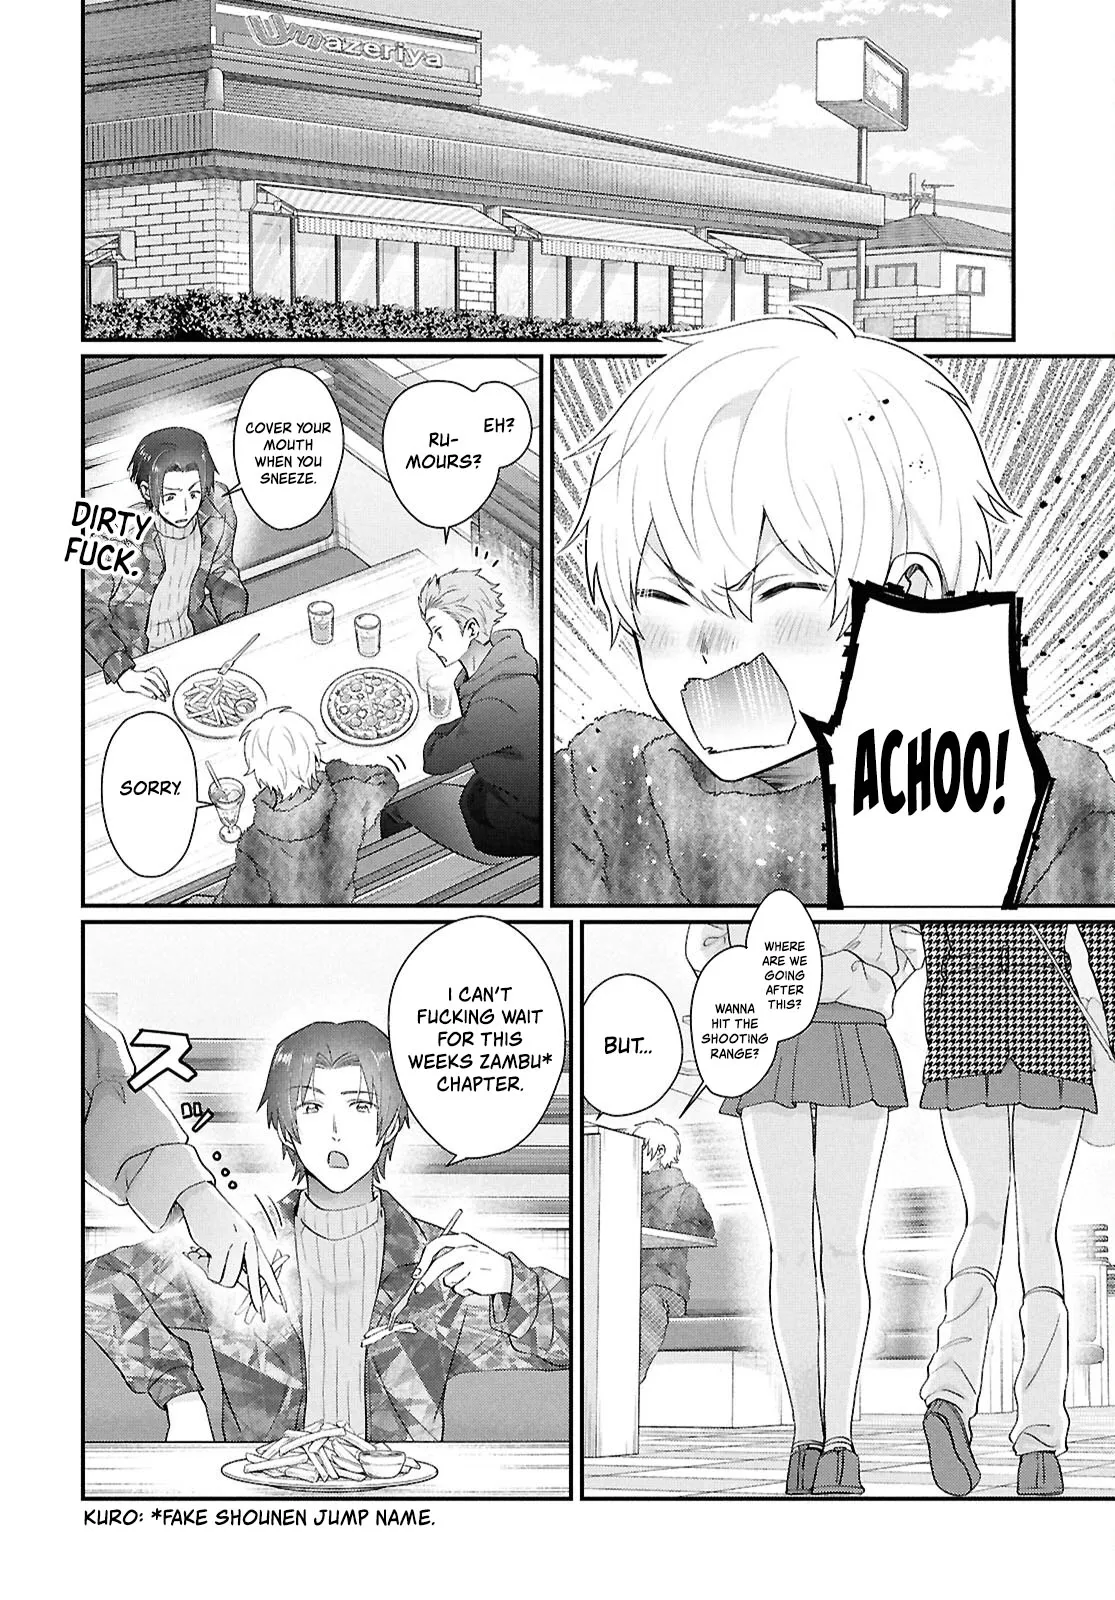 Umazeriya
ACHOO!
EH?
RU-
MOURS?
COVER YOUR
MOUTH
WHEN YOU
SNEEZE.
DIRTY
FUCK.
SORRY.
WHERE
ARE WE
GOING
AFTER
THIS?
WANNA
HIT THE
SHOOTING
RANGE?
BUT...
I CAN'T
FUCKING WAIT
FOR THIS
WEEKS ZAMBU*
CHAPTER.
ス
KURO: *FAKE SHOUNEN JUMP NAME.